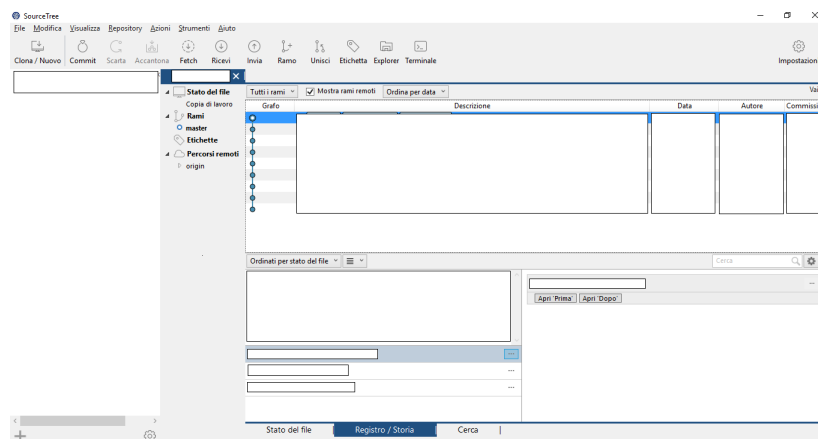 SourceTree
File Modifica Visualizza Repository Azioni Strumenti Aiuto
Clona / Nuovo Commit Scarta Accantona Fetch Ricevi Invia Ramo Unisci Etichetta Explorer Terminale Impostazion
Stato del file
Copia di lavoro
Rami
master
Etichette
Percorsi remoti
origin
Tutti i rami Mostra rami remoti Ordina per data Vai
Grafo Descrizione Data Autore Commissi
Ordinati per stato del file Cerca
Apri 'Prima' Apri 'Dopo'
Stato del file Registro / Storia Cerca